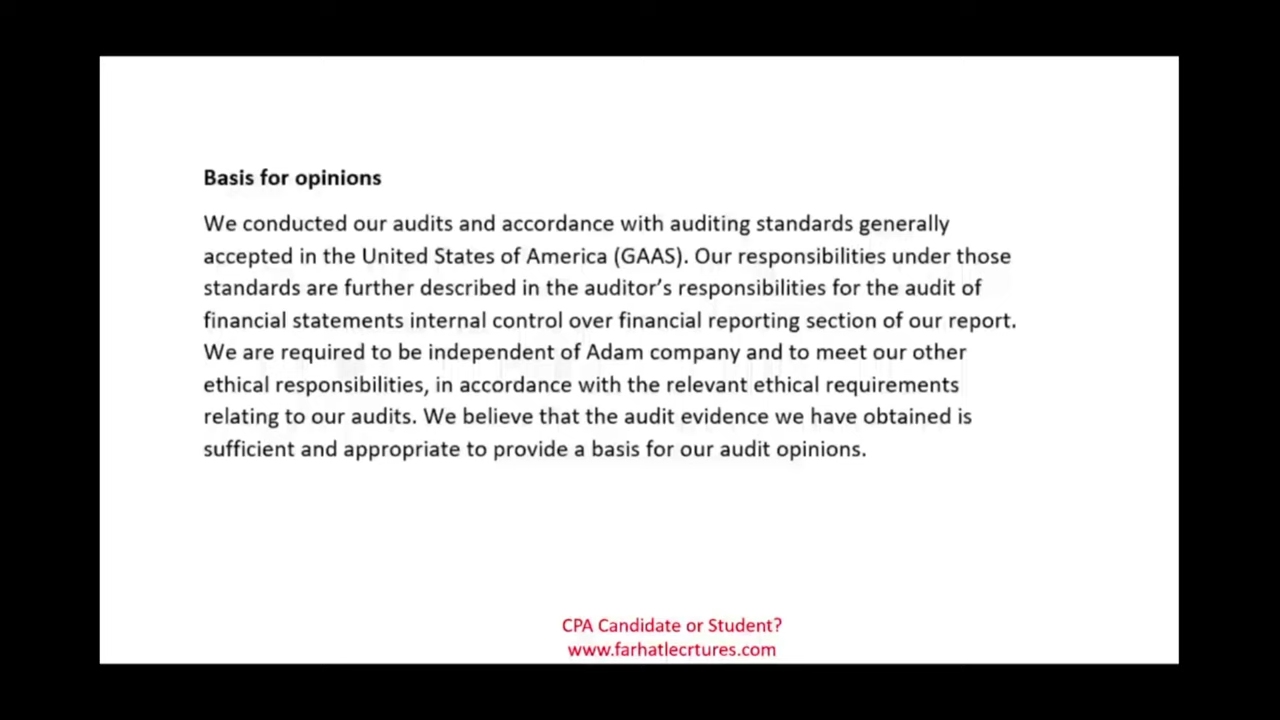 Basis for opinions
We conducted our audits and accordance with auditing standards generally
accepted in the United States of America (GAAS). Our responsibilities under those
standards are further described in the auditor’s responsibilities for the audit of
financial statements internal control over financial reporting section of our report.
We are required to be independent of Adam company and to meet our other
ethical responsibilities, in accordance with the relevant ethical requirements
relating to our audits. We believe that the audit evidence we have obtained is
sufficient and appropriate to provide a basis for our audit opinions.
CPA Candidate or Student?
www.farhatlecrtures.com